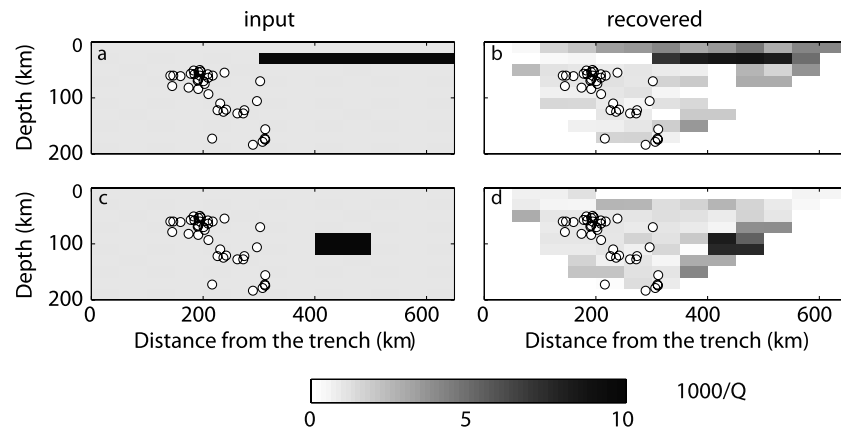 input
recovered
a
b
0
100
200
Depth (km)
c
d
0
100
200
Depth (km)
0
200
400
600
0
200
400
600
Distance from the trench (km)
Distance from the trench (km)
1000/Q
0
5
10